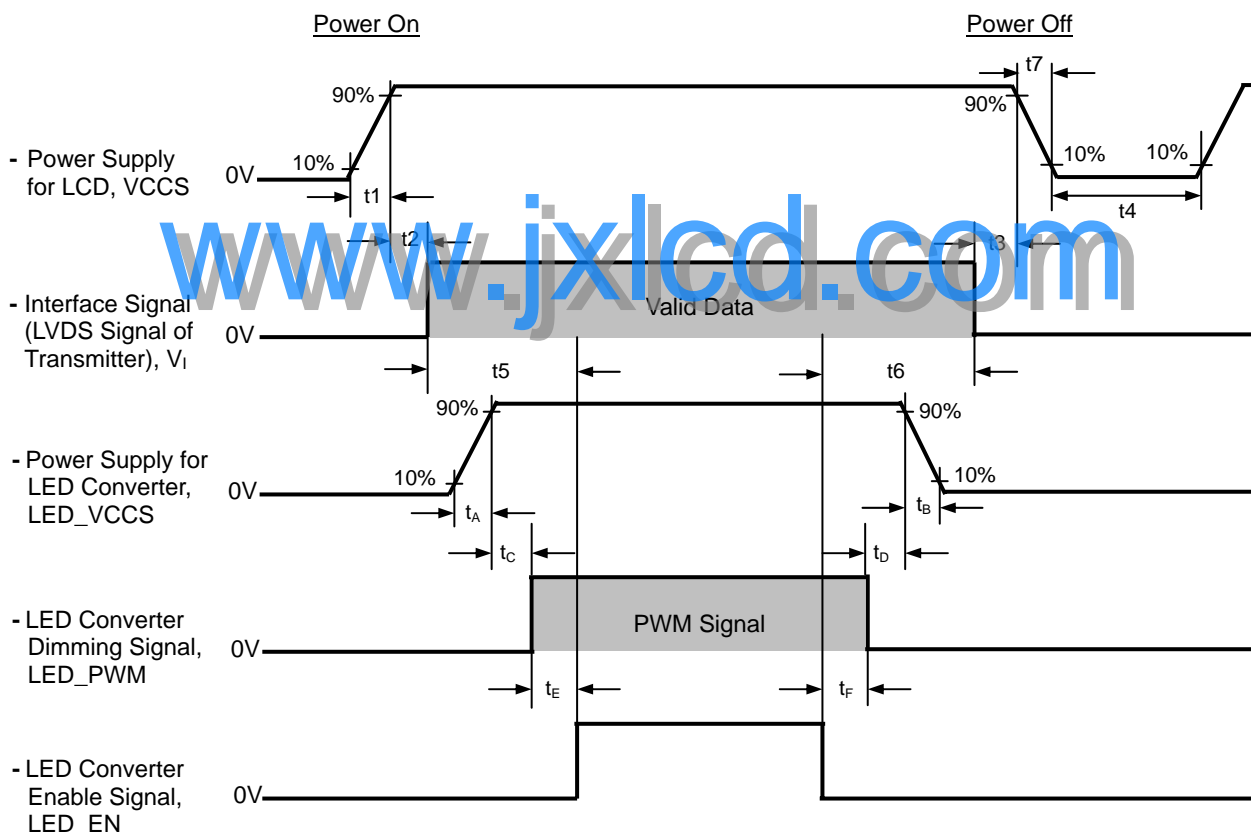 Power On
Power Off
t7
90%
90%
- Power Supply
for LCD, VCCS
0V
10%
10%
10%
t1
t4
www.jxlcd.com
t2
t3
- Interface Signal
(LVDS Signal of
Transmitter), VI
0V
Valid Data
t5
t6
90%
90%
- Power Supply for
LED Converter,
LED_VCCS
0V
10%
10%
tA
tB
tC
tD
- LED Converter
Dimming Signal,
LED_PWM
0V
PWM Signal
tE
tF
- LED Converter
Enable Signal,
LED_EN
0V